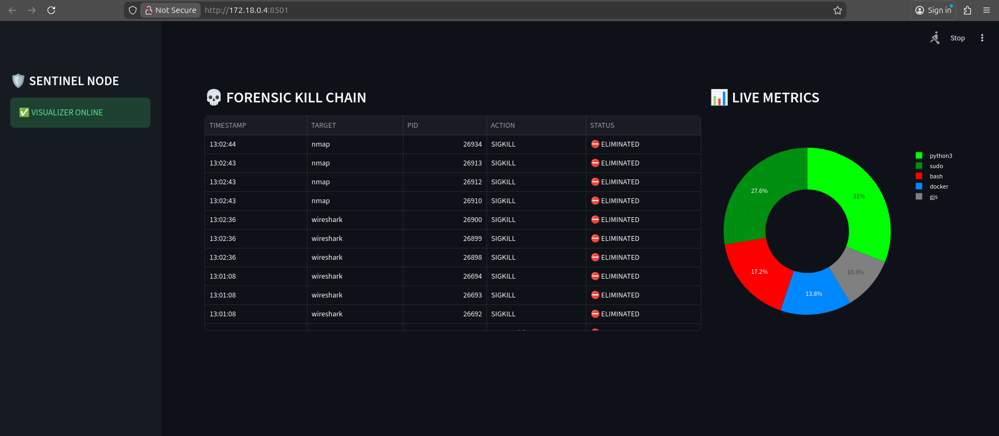 Not Secure http://172.18.0.4:8501 Sign in
Stop
SENTINEL NODE
VISUALIZER ONLINE
FORENSIC KILL CHAIN
TIMESTAMP TARGET PID ACTION STATUS
13:02:44 nmap 26934 SIGKILL ELIMINATED
13:02:43 nmap 26913 SIGKILL ELIMINATED
13:02:43 nmap 26912 SIGKILL ELIMINATED
13:02:43 nmap 26910 SIGKILL ELIMINATED
13:02:36 wireshark 26900 SIGKILL ELIMINATED
13:02:36 wireshark 26899 SIGKILL ELIMINATED
13:02:36 wireshark 26898 SIGKILL ELIMINATED
13:01:08 wireshark 26694 SIGKILL ELIMINATED
13:01:08 wireshark 26693 SIGKILL ELIMINATED
13:01:08 wireshark 26692 SIGKILL ELIMINATED
LIVE METRICS
python3
sudo
bash
docker
gjs
31%
27.6%
17.2%
13.8%
10.3%